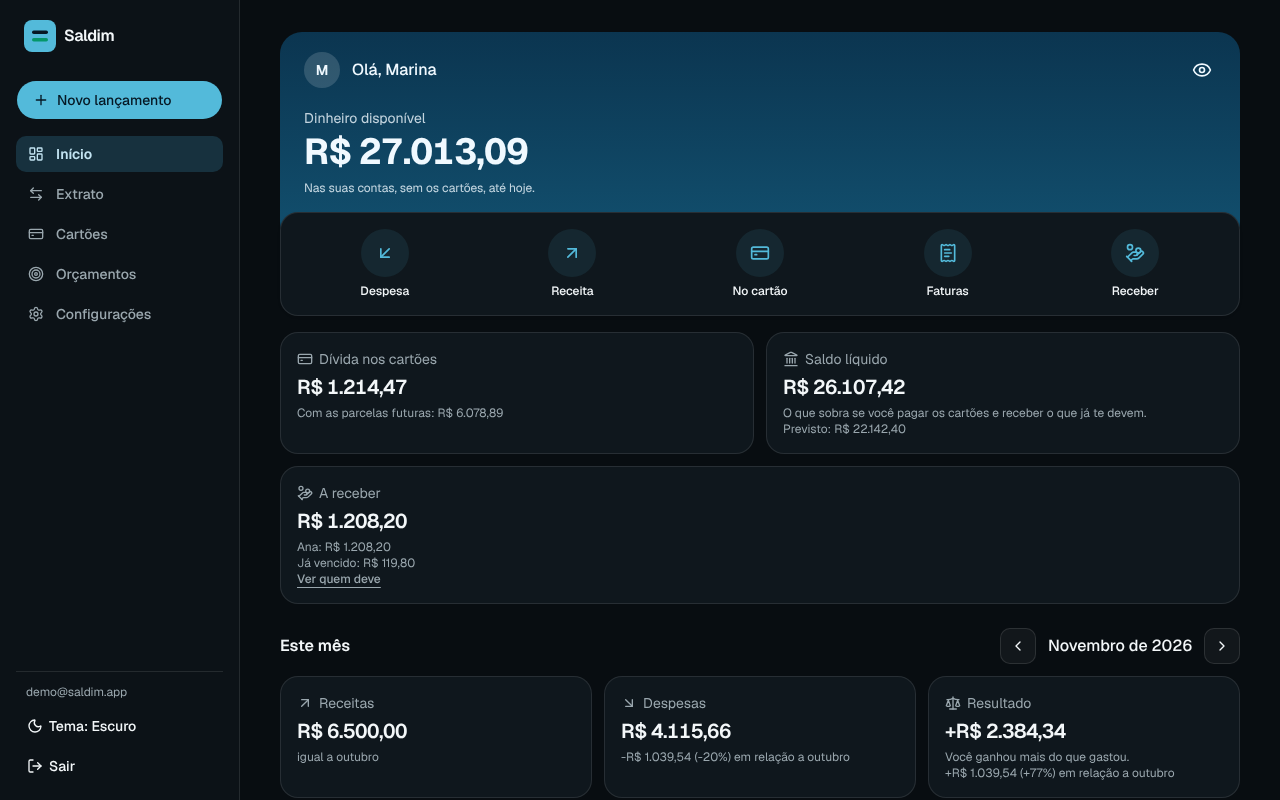 Saldim
Novo lançamento
Início
Extrato
Cartões
Orçamentos
Configurações
demo@saldim.app
Tema: Escuro
Sair
M
Olá, Marina
Dinheiro disponível
R$ 27.013,09
Nas suas contas, sem os cartões, até hoje.
Despesa
Receita
No cartão
Faturas
Receber
Dívida nos cartões
R$ 1.214,47
Com as parcelas futuras: R$ 6.078,89
Saldo líquido
R$ 26.107,42
O que sobra se você pagar os cartões e receber o que já te devem.
Previsto: R$ 22.142,40
A receber
R$ 1.208,20
Ana: R$ 1.208,20
Já vencido: R$ 119,80
Ver quem deve
Este mês
Novembro de 2026
Receitas
R$ 6.500,00
igual a outubro
Despesas
R$ 4.115,66
-R$ 1.039,54 (-20%) em relação a outubro
Resultado
+R$ 2.384,34
Você ganhou mais do que gastou.
+R$ 1.039,54 (+77%) em relação a outubro